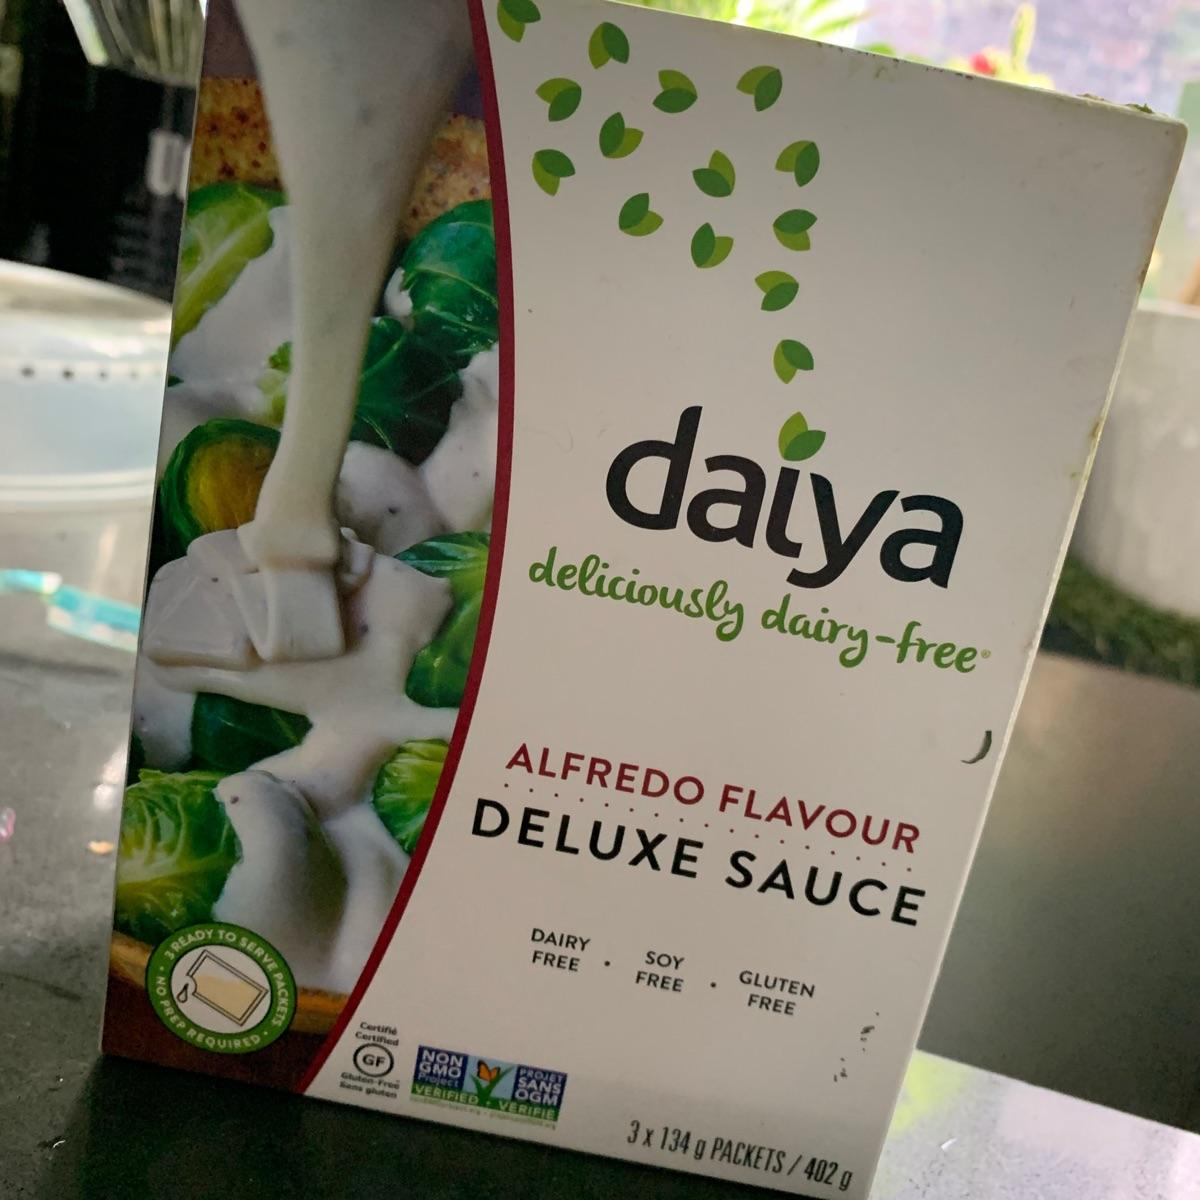 daiya
deliciously dairy-free®
ALFREDO FLAVOUR
DELUXE SAUCE
DAIRY
FREE
•
SOY
FREE
•
GLUTEN
FREE
3 READY TO SERVE PACKETS
• NO PREP REQUIRED •
Certifié
Certified
GF
Gluten-Free
Sans gluten
NON
GMO
Project
VERIFIED
PROJET
SANS
OGM
VÉRIFIÉ
3 x 134 g PACKETS / 402 g